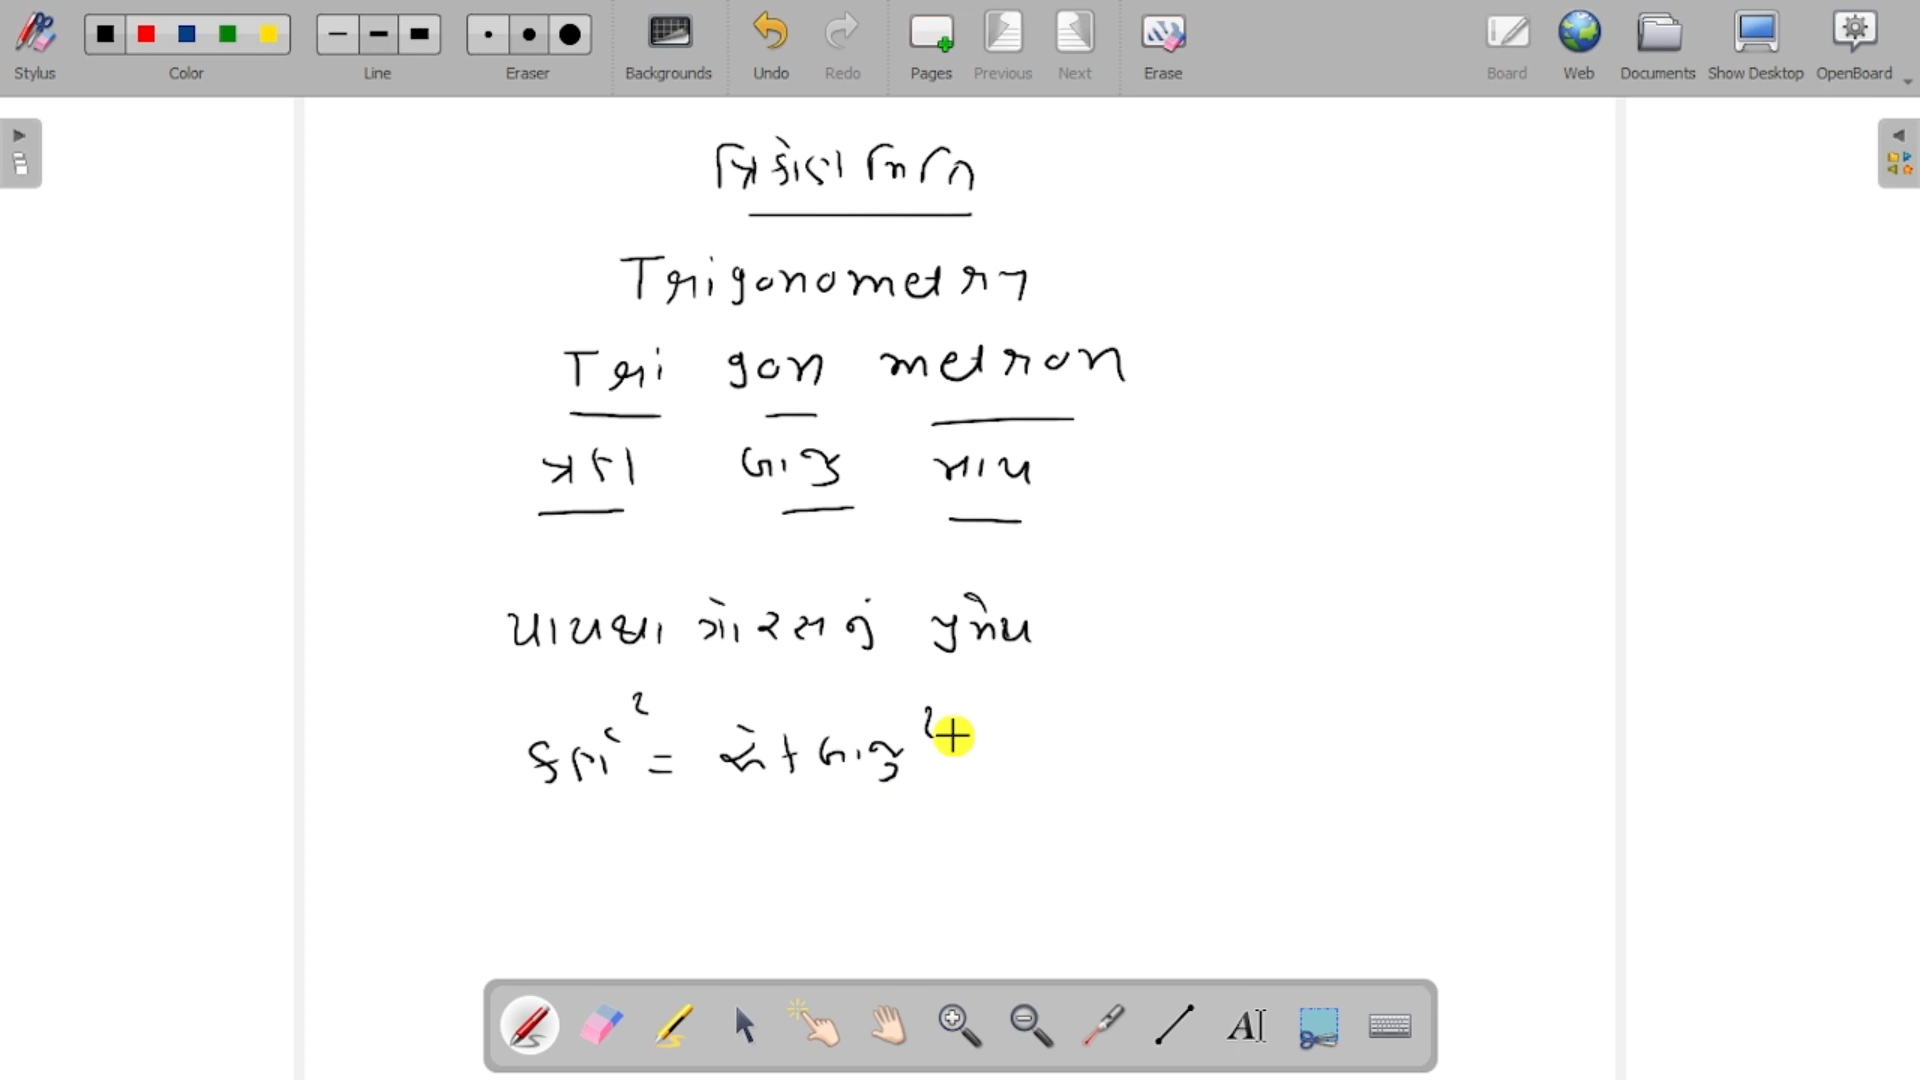 Stylus Color Line Eraser Backgrounds Undo Redo Pages Previous Next Erase Board Web Documents Show Desktop OpenBoard
ત્રિકોણમિતિ
Trigonometry
Tri gon metron
ત્રણ બાજુ માપ
પાયથાગોરસનું પ્રમેય
કર્ણ² = બાજુ²